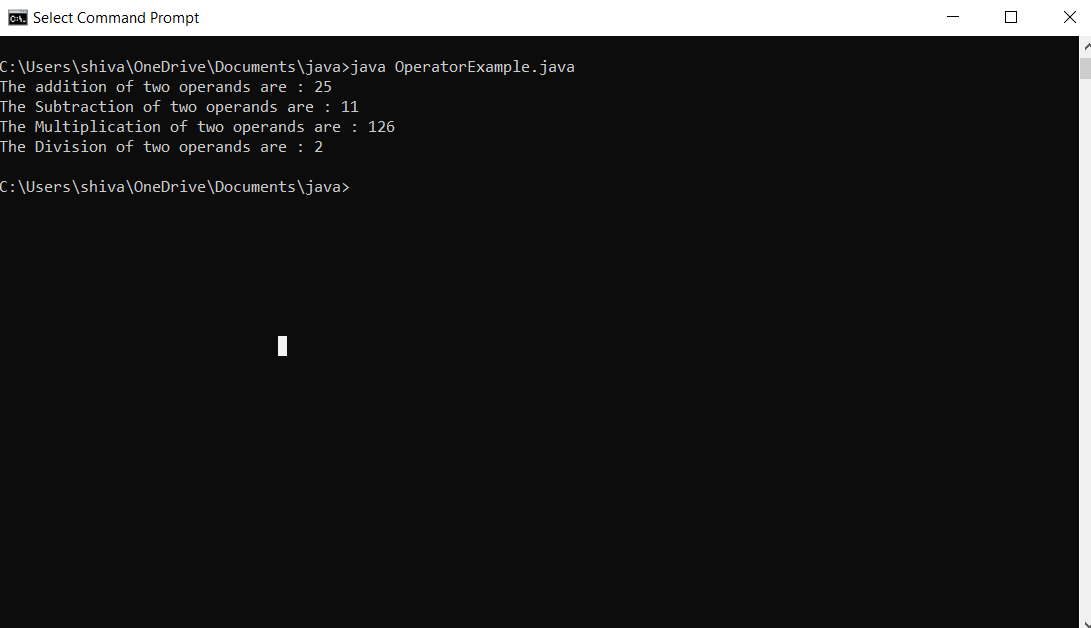 Select Command Prompt
C:\Users\shiva\OneDrive\Documents\java>java OperatorExample.java
The addition of two operands are : 25
The Subtraction of two operands are : 11
The Multiplication of two operands are : 126
The Division of two operands are : 2
C:\Users\shiva\OneDrive\Documents\java>